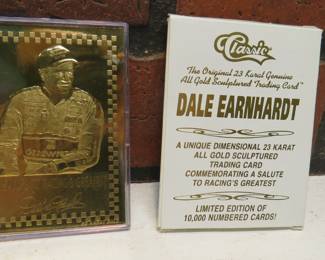 Classic
The Original 23 Karat Genuine
All Gold Sculptured Trading Card
DALE EARNHARDT
A UNIQUE DIMENSIONAL 23 KARAT
ALL GOLD SCULPTURED
TRADING CARD
COMMEMORATING A SALUTE
TO RACING'S GREATEST
LIMITED EDITION OF
10,000 NUMBERED CARDS!